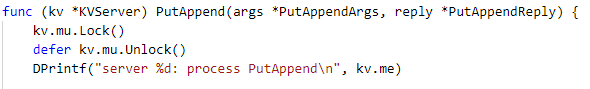 func (kv *KVServer) PutAppend(args *PutAppendArgs, reply *PutAppendReply) {
    kv.mu.Lock()
    defer kv.mu.Unlock()
    DPrintf("server %d: process PutAppend\n", kv.me)